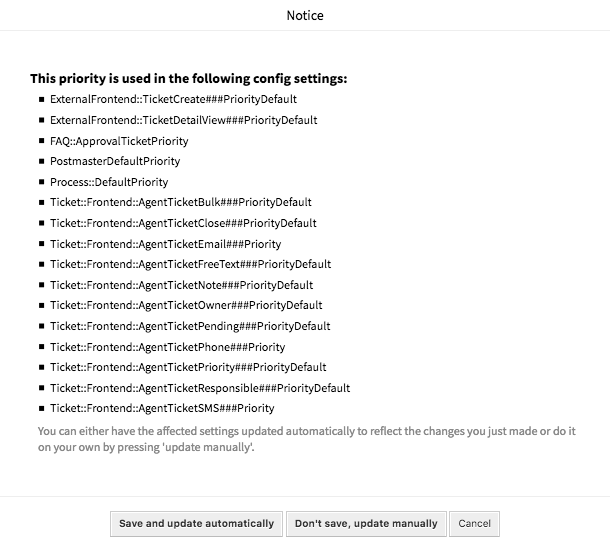 Notice
This priority is used in the following config settings:
ExternalFrontend::TicketCreate###PriorityDefault
ExternalFrontend::TicketDetailView###PriorityDefault
FAQ::ApprovalTicketPriority
PostmasterDefaultPriority
Process::DefaultPriority
Ticket::Frontend::AgentTicketBulk###PriorityDefault
Ticket::Frontend::AgentTicketClose###PriorityDefault
Ticket::Frontend::AgentTicketEmail###Priority
Ticket::Frontend::AgentTicketFreeText###PriorityDefault
Ticket::Frontend::AgentTicketNote###PriorityDefault
Ticket::Frontend::AgentTicketOwner###PriorityDefault
Ticket::Frontend::AgentTicketPending###PriorityDefault
Ticket::Frontend::AgentTicketPhone###Priority
Ticket::Frontend::AgentTicketPriority###PriorityDefault
Ticket::Frontend::AgentTicketResponsible###PriorityDefault
Ticket::Frontend::AgentTicketSMS###Priority
You can either have the affected settings updated automatically to reflect the changes you just made or do it
on your own by pressing 'update manually'.
Save and update automatically
Don't save, update manually
Cancel